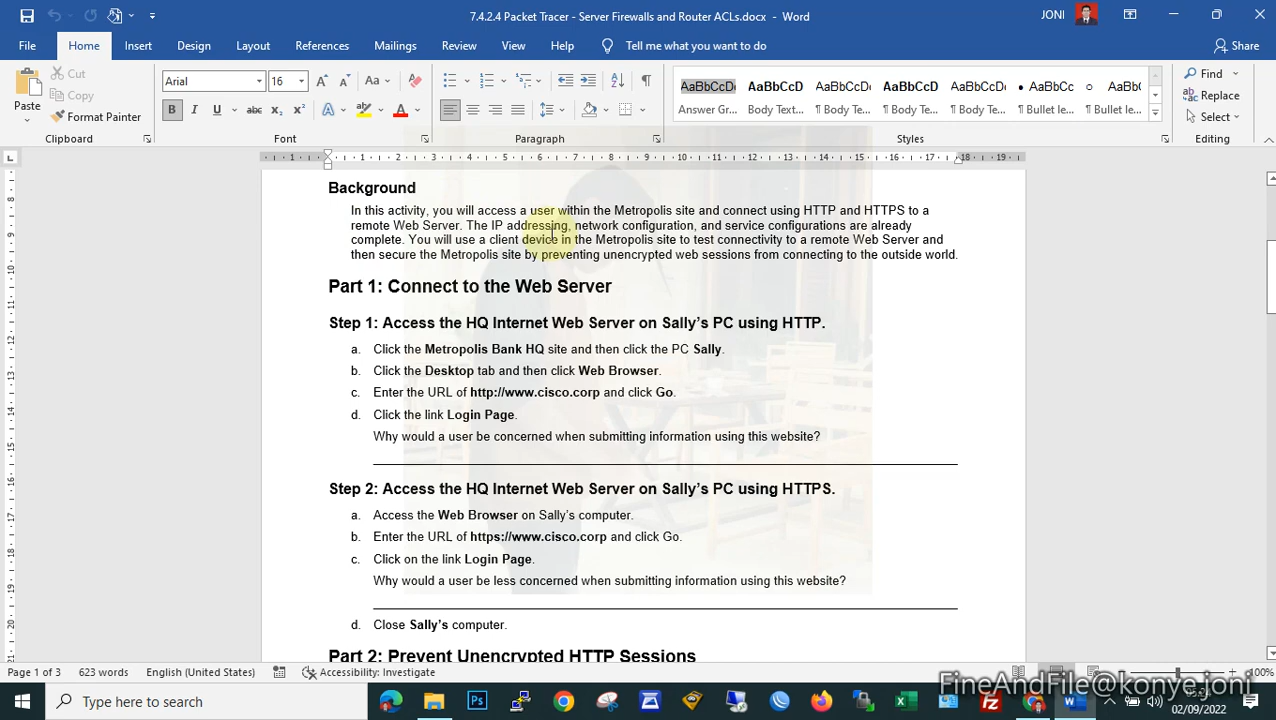 7.4.2.4 Packet Tracer - Server Firewalls and Router ACLs.docx - Word
JONI
File Home Insert Design Layout References Mailings Review View Help Tell me what you want to do Share
Paste
Cut
Copy
Format Painter
Clipboard
Arial 16
Font
Paragraph
AaBbCcDc AaBbCcD AaBbCcDc AaBbCcD AaBbCcDc AaBbCcDc AaBb(
Answer Gr... Body Text... ¶ Body Te... ¶ Body Te... ¶ Body Te... ¶ Bullet le... ¶ Bullet le...
Styles
Find
Replace
Select
Editing
Background
In this activity, you will access a user within the Metropolis site and connect using HTTP and HTTPS to a
remote Web Server. The IP addressing, network configuration, and service configurations are already
complete. You will use a client device in the Metropolis site to test connectivity to a remote Web Server and
then secure the Metropolis site by preventing unencrypted web sessions from connecting to the outside world.
Part 1: Connect to the Web Server
Step 1: Access the HQ Internet Web Server on Sally's PC using HTTP.
a. Click the Metropolis Bank HQ site and then click the PC Sally.
b. Click the Desktop tab and then click Web Browser.
c. Enter the URL of http://www.cisco.corp and click Go.
d. Click the link Login Page.
Why would a user be concerned when submitting information using this website?
Step 2: Access the HQ Internet Web Server on Sally's PC using HTTPS.
a. Access the Web Browser on Sally's computer.
b. Enter the URL of https://www.cisco.corp and click Go.
c. Click on the link Login Page.
Why would a user be less concerned when submitting information using this website?
d. Close Sally's computer.
Part 2: Prevent Unencrypted HTTP Sessions
Page 1 of 3 623 words English (United States) Accessibility: Investigate 100%
FineAndFile@konye.joni
Type here to search
02/09/2022